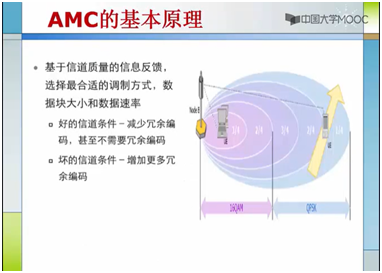 AMC的基本原理
中国大学MOOC
基于信道质量的信息反馈，
选择最合适的调制方式，数
据块大小和数据速率
好的信道条件－减少冗余编
码，甚至不需要冗余编码
坏的信道条件－增加更多冗
余编码
Node B
16QAM
QPSK